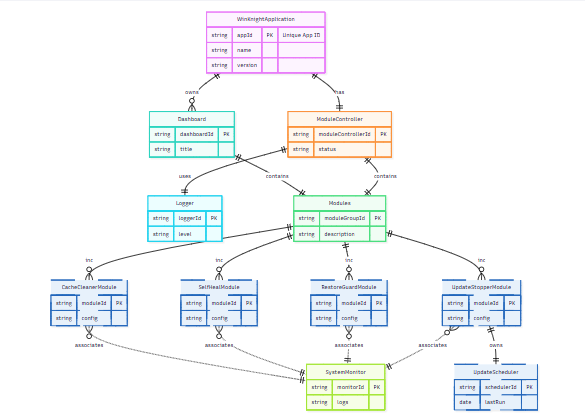 WinKnightApplication
string appId PK Unique App ID
string name
string version
owns has
Dashboard
string dashboardId PK
string title
ModuleController
string moduleControllerId PK
string status
uses contains contains
Logger
string loggerId PK
string level
Modules
string moduleGroupId PK
string description
inc inc inc inc
CacheCleanerModule
string moduleId PK
string config
SelfHealModule
string moduleId PK
string config
RestoreGuardModule
string moduleId PK
string config
UpdateStopperModule
string moduleId PK
string config
associates associates associates associates owns
SystemMonitor
string monitorId PK
string logs
UpdateScheduler
string schedulerId PK
date lastRun